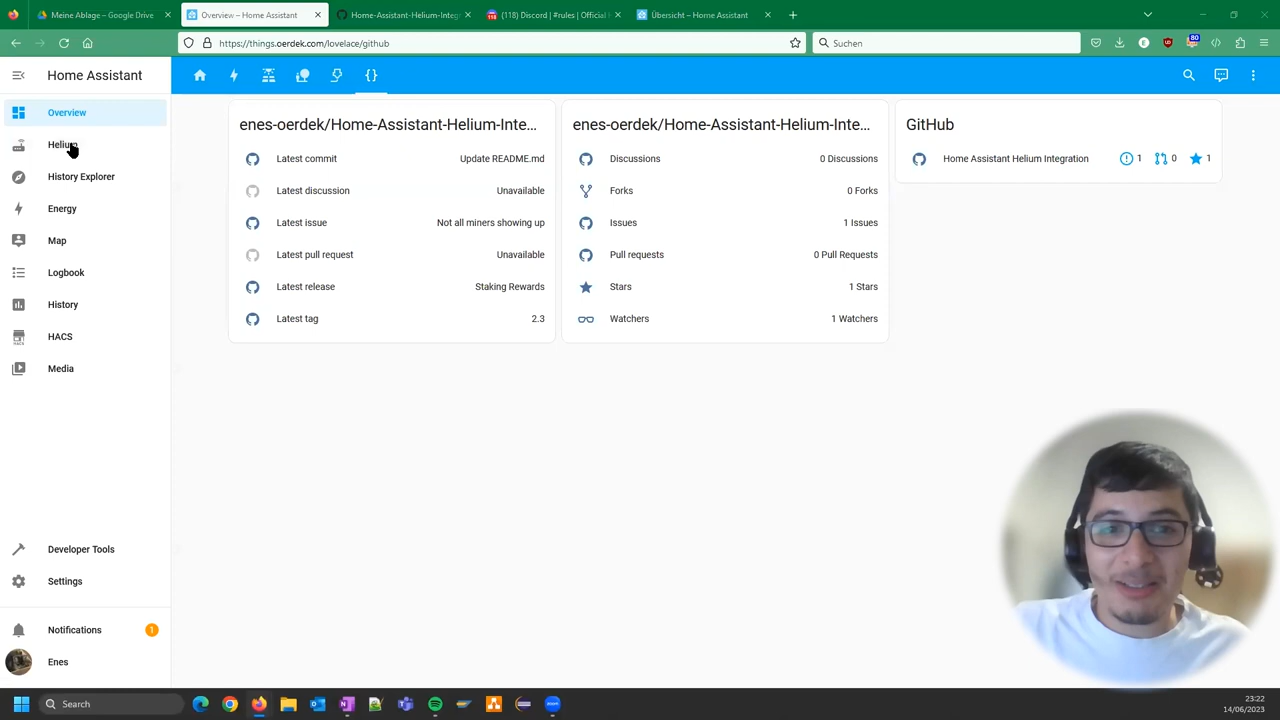 Meine Ablage – Google Drive
Overview – Home Assistant
Home-Assistant-Helium-Integ
(118) Discord | #rules | Official
Übersicht – Home Assistant
https://things.oerdek.com/lovelace/github
Suchen
80
Home Assistant
Overview
Helium
History Explorer
Energy
Map
Logbook
History
HACS
HACS
Media
Developer Tools
Settings
Notifications
1
Enes
enes-oerdek/Home-Assistant-Helium-Inte...
Latest commit Update README.md
Latest discussion Unavailable
Latest issue Not all miners showing up
Latest pull request Unavailable
Latest release Staking Rewards
Latest tag 2.3
enes-oerdek/Home-Assistant-Helium-Inte...
Discussions 0 Discussions
Forks 0 Forks
Issues 1 Issues
Pull requests 0 Pull Requests
Stars 1 Stars
Watchers 1 Watchers
GitHub
Home Assistant Helium Integration 1 0 1
Search
zoom
23:22
14/06/2023